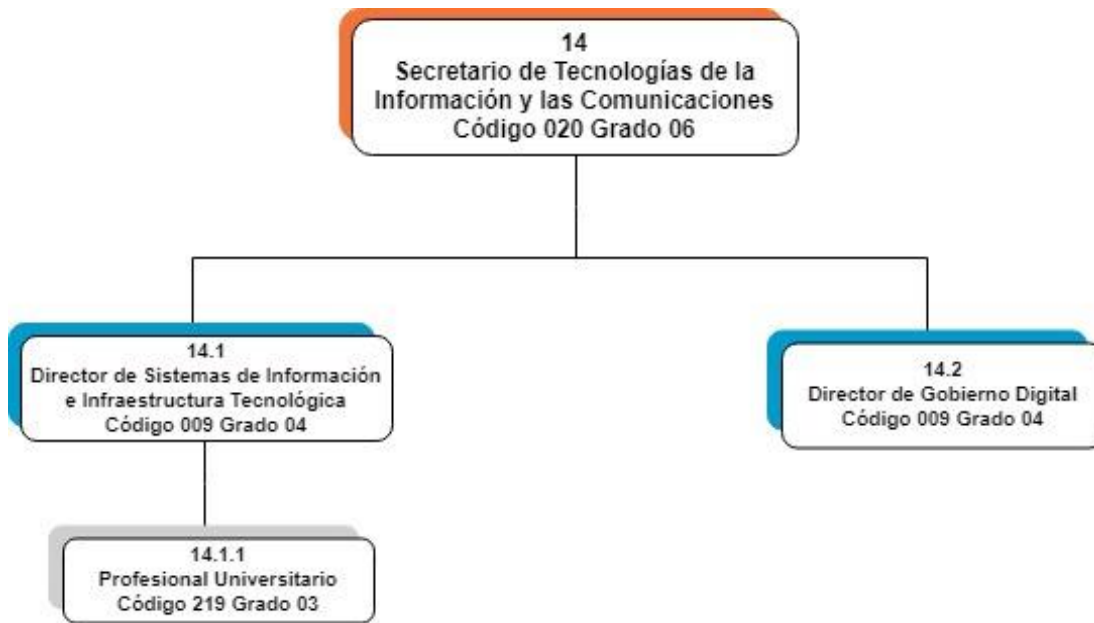 14
Secretario de Tecnologías de la
Información y las Comunicaciones
Código 020 Grado 06
14.1
Director de Sistemas de Información
e Infraestructura Tecnológica
Código 009 Grado 04
14.2
Director de Gobierno Digital
Código 009 Grado 04
14.1.1
Profesional Universitario
Código 219 Grado 03